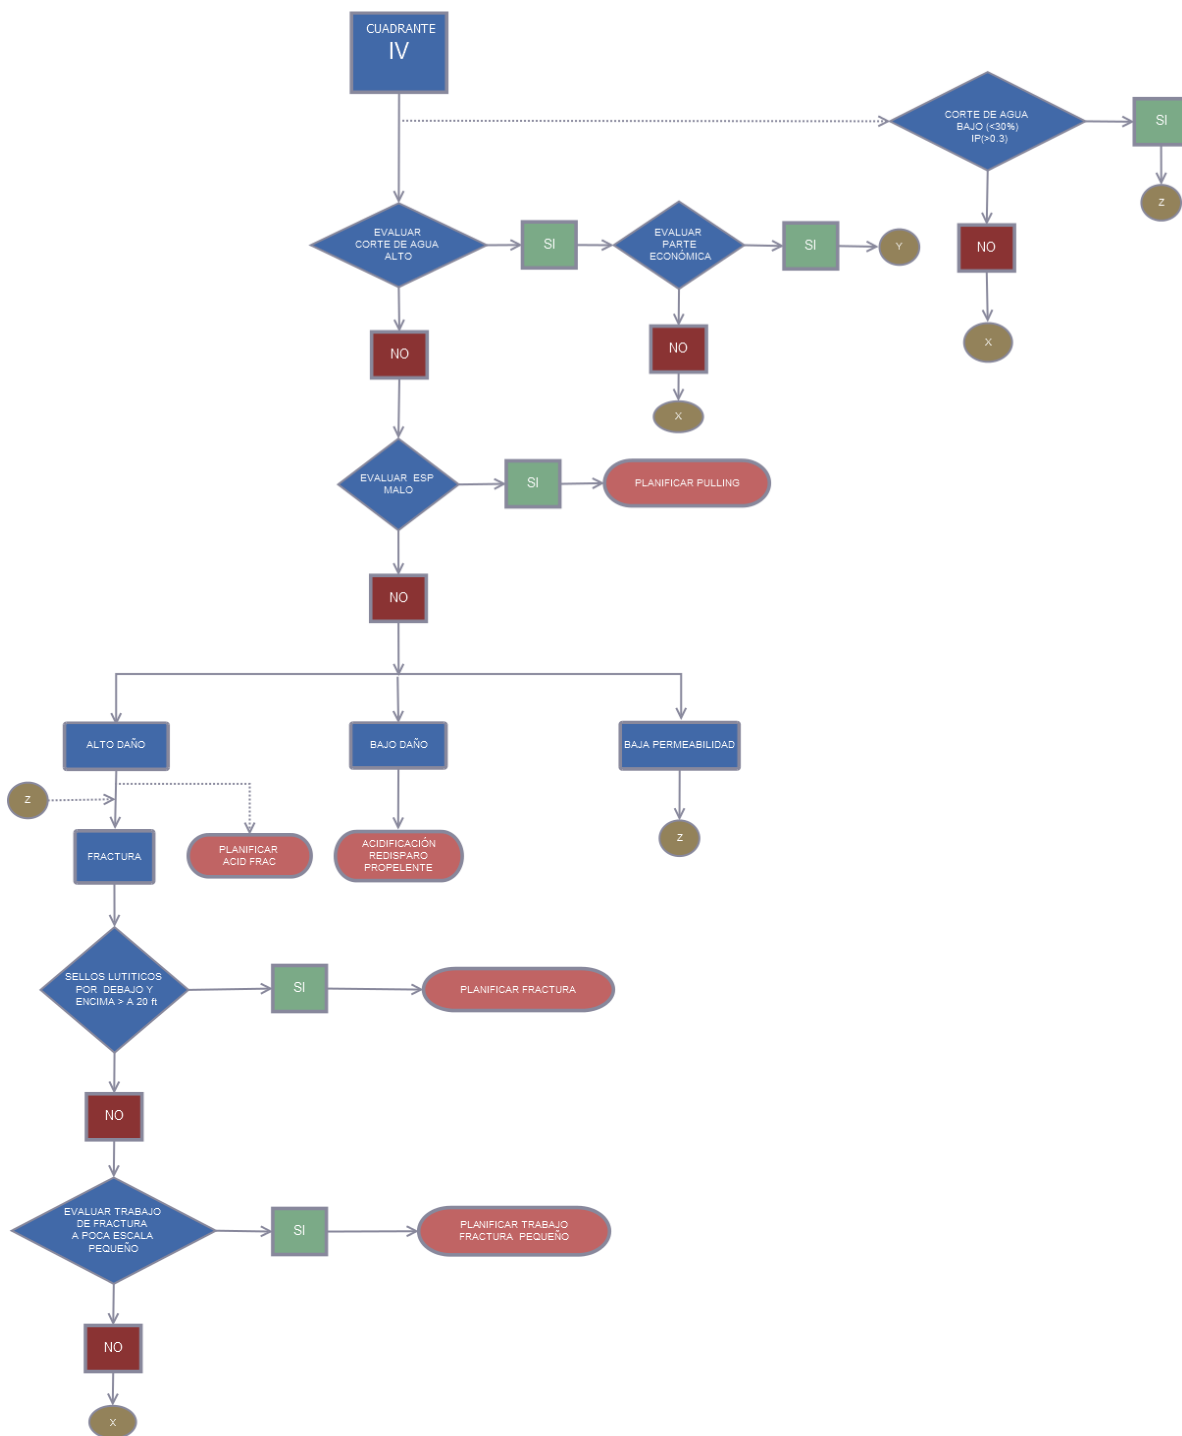 CUADRANTE
IV
CORTE DE AGUA
BAJO (<30%)
IP(>0.3)
SI
Z
NO
X
EVALUAR
CORTE DE AGUA
ALTO
SI
EVALUAR
PARTE
ECONÓMICA
SI
Y
NO
X
NO
EVALUAR ESP
MALO
SI
PLANIFICAR PULLING
NO
ALTO DAÑO
BAJO DAÑO
BAJA PERMEABILIDAD
Z
FRACTURA
PLANIFICAR
ACID FRAC
ACIDIFICACIÓN
REDISPARO
PROPELENTE
Z
SELLOS LUTITICOS
POR DEBAJO Y
ENCIMA > A 20 ft
SI
PLANIFICAR FRACTURA
NO
EVALUAR TRABAJO
DE FRACTURA
A POCA ESCALA
PEQUEÑO
SI
PLANIFICAR TRABAJO
FRACTURA PEQUEÑO
NO
X